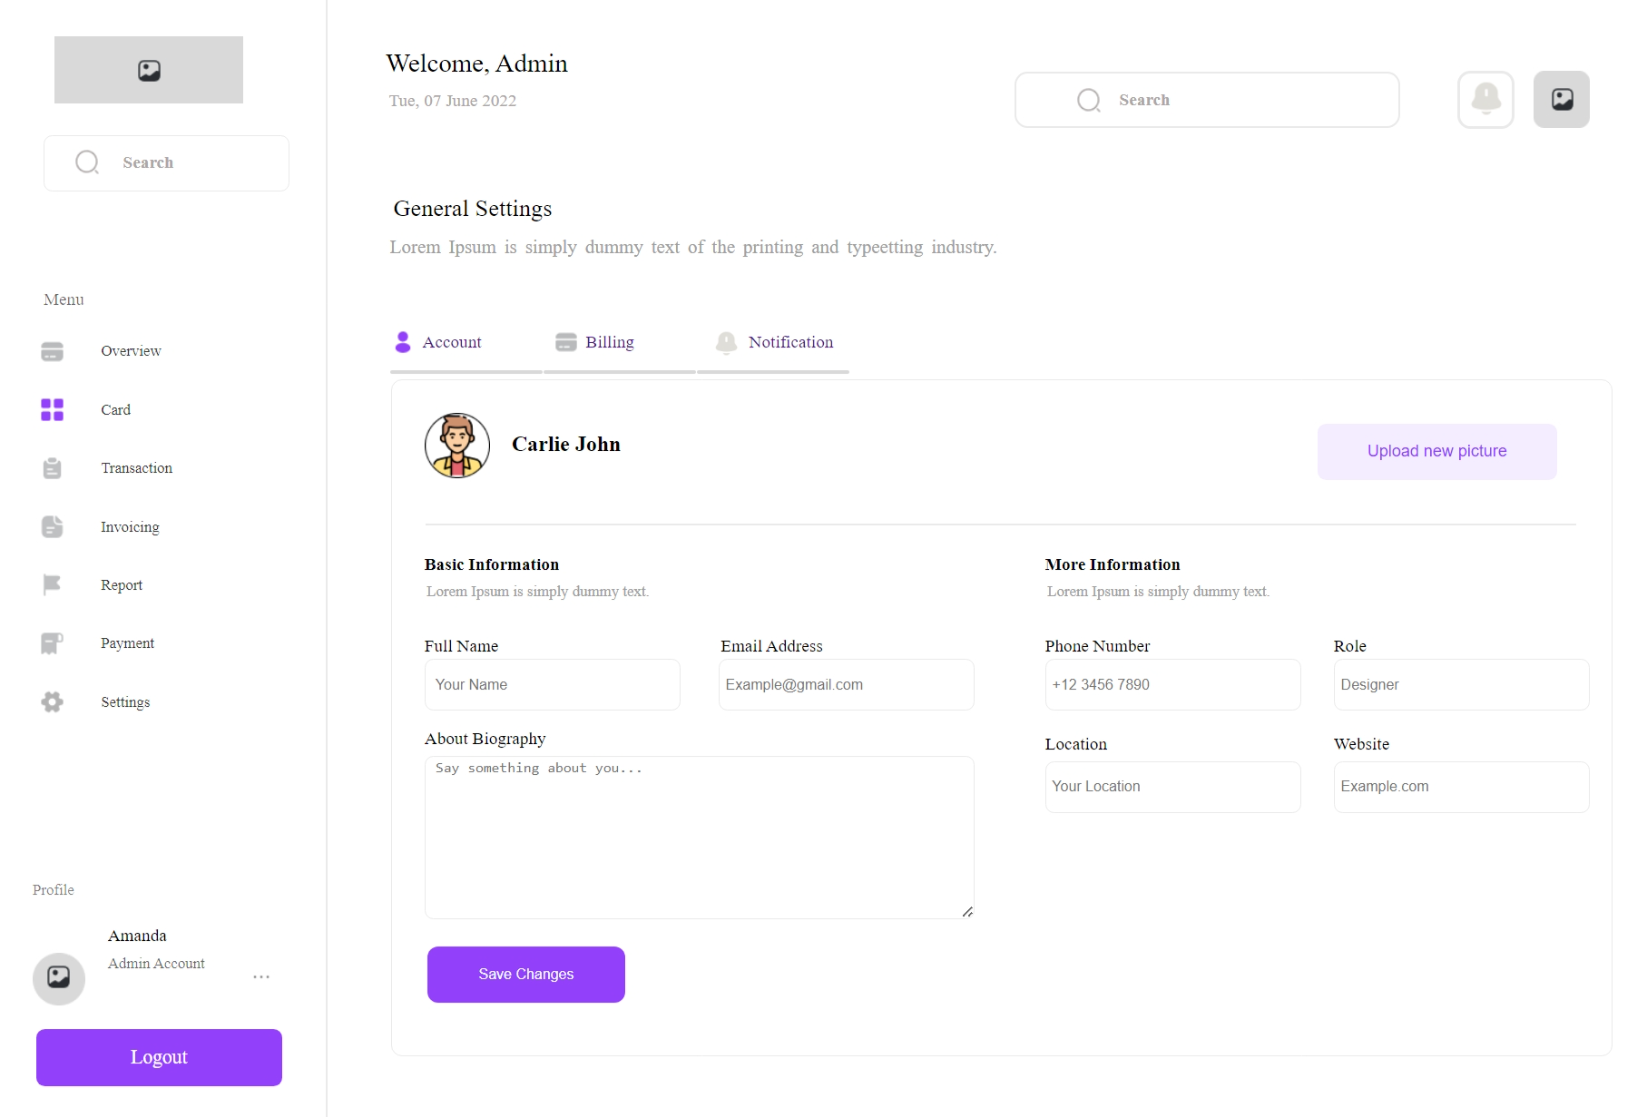 Search
Menu
Overview
Card
Transaction
Invoicing
Report
Payment
Settings
Profile
Amanda
Admin Account
...
Logout
Welcome, Admin
Tue, 07 June 2022
Search
General Settings
Lorem Ipsum is simply dummy text of the printing and typeetting industry.
Account
Billing
Notification
Carlie John
Upload new picture
Basic Information
Lorem Ipsum is simply dummy text.
Full Name
Your Name
Email Address
Example@gmail.com
About Biography
Say something about you...
Save Changes
More Information
Lorem Ipsum is simply dummy text.
Phone Number
+12 3456 7890
Role
Designer
Location
Your Location
Website
Example.com